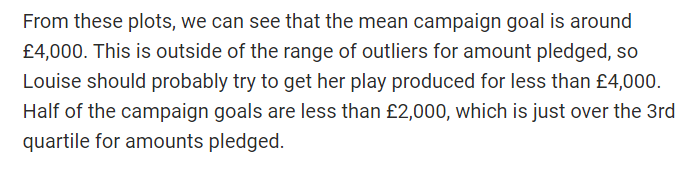 From these plots, we can see that the mean campaign goal is around
£4,000. This is outside of the range of outliers for amount pledged, so
Louise should probably try to get her play produced for less than £4,000.
Half of the campaign goals are less than £2,000, which is just over the 3rd
quartile for amounts pledged.